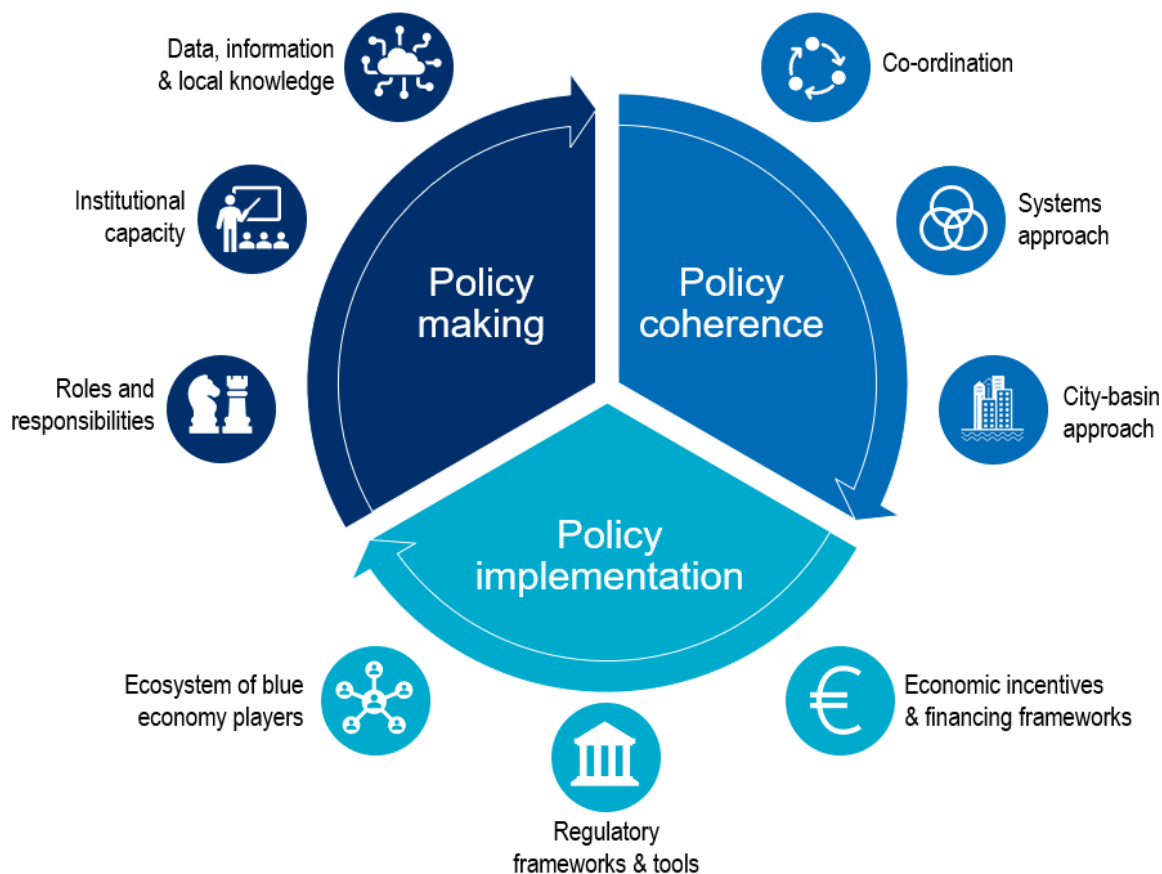 Data, information
& local knowledge
Co-ordination
Institutional
capacity
Systems
approach
Policy
making
Policy
coherence
Roles and
responsibilities
City-basin
approach
Policy
implementation
Ecosystem of blue
economy players
Economic incentives
& financing frameworks
€
Regulatory
frameworks & tools